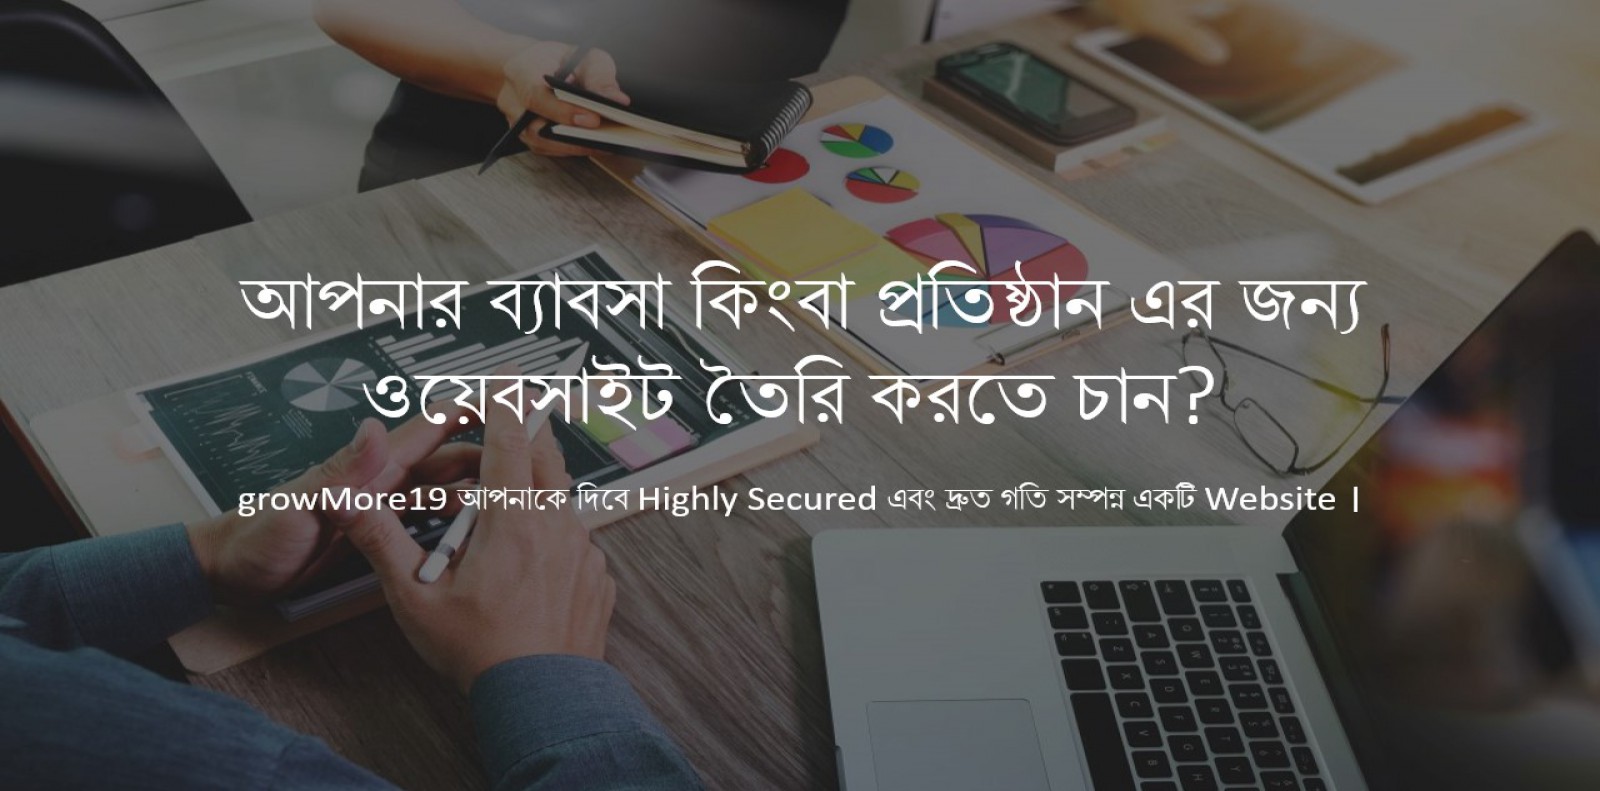 আপনার ব্যাবসা কিংবা প্রতিষ্ঠান এর জন্য
ওয়েবসাইট তৈরি করতে চান?
growMore19 আপনাকে দিবে Highly Secured এবং দ্রুত গতি সম্পন্ন একটি Website ।